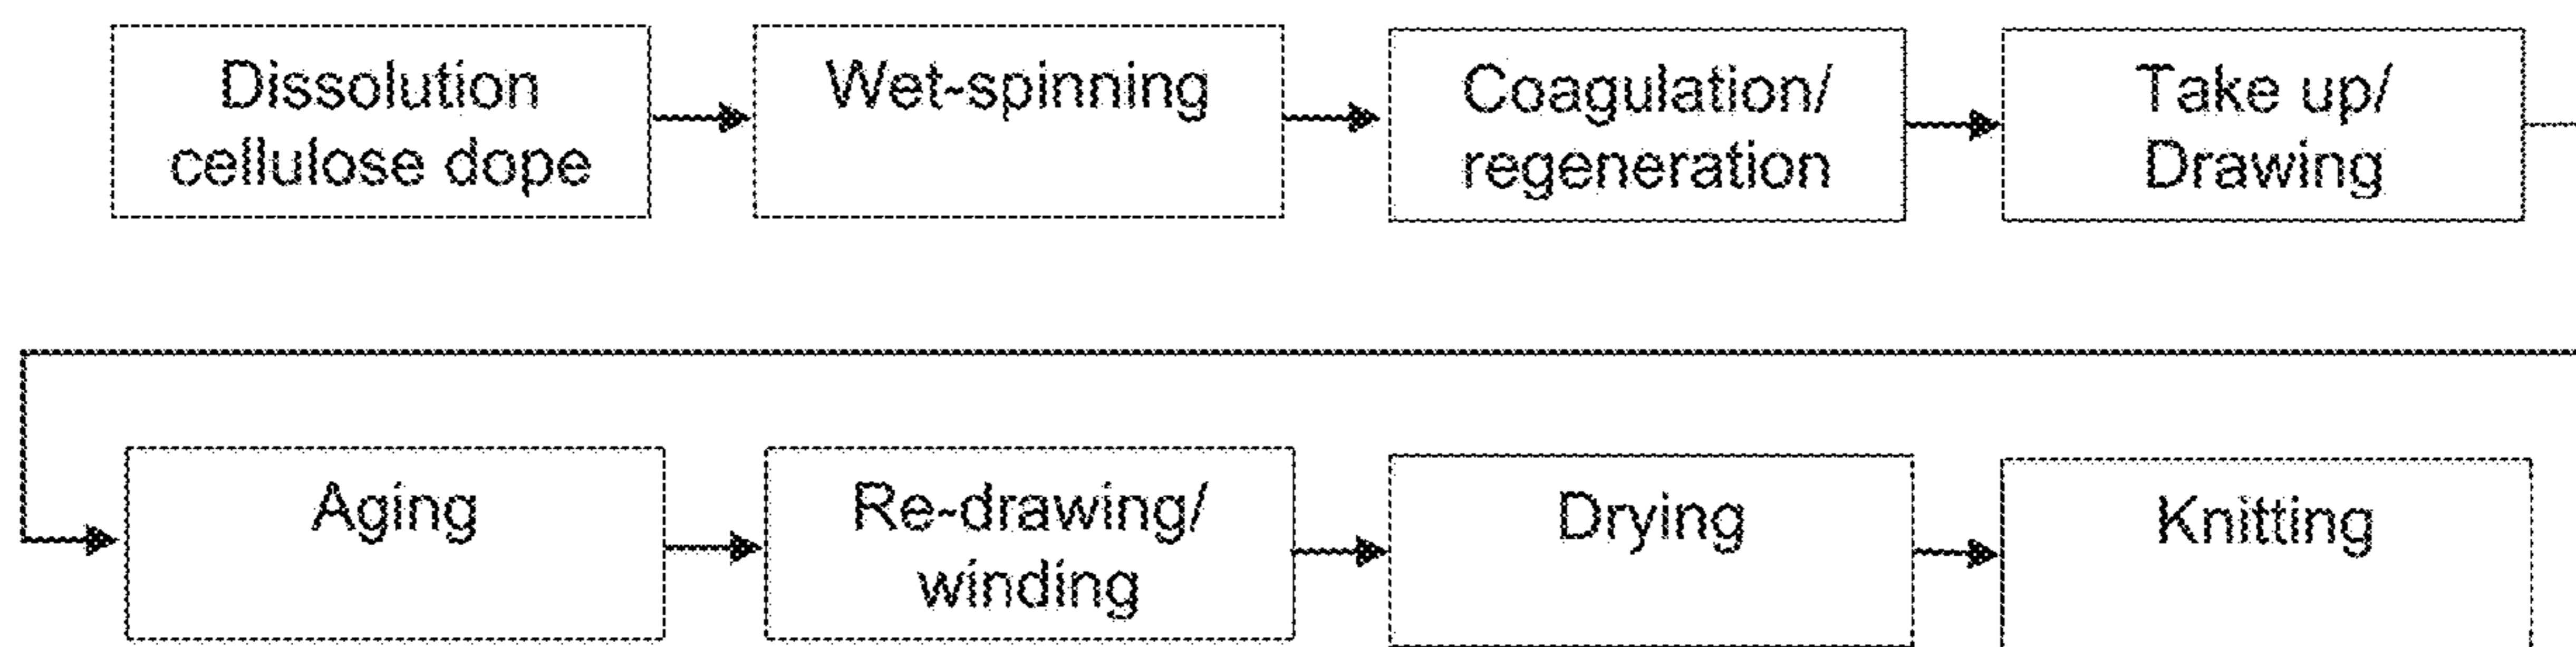 Dissolution
cellulose dope
Wet-spinning
Coagulation/
regeneration
Take up/
Drawing
Aging
Re-drawing/
winding
Drying
Knitting